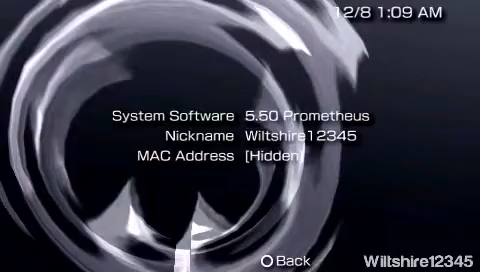 12/8 1:09 AM
System Software 5.50 Prometheus
Nickname Wiltshire12345
MAC Address [Hidden]
Back
Wiltshire12345